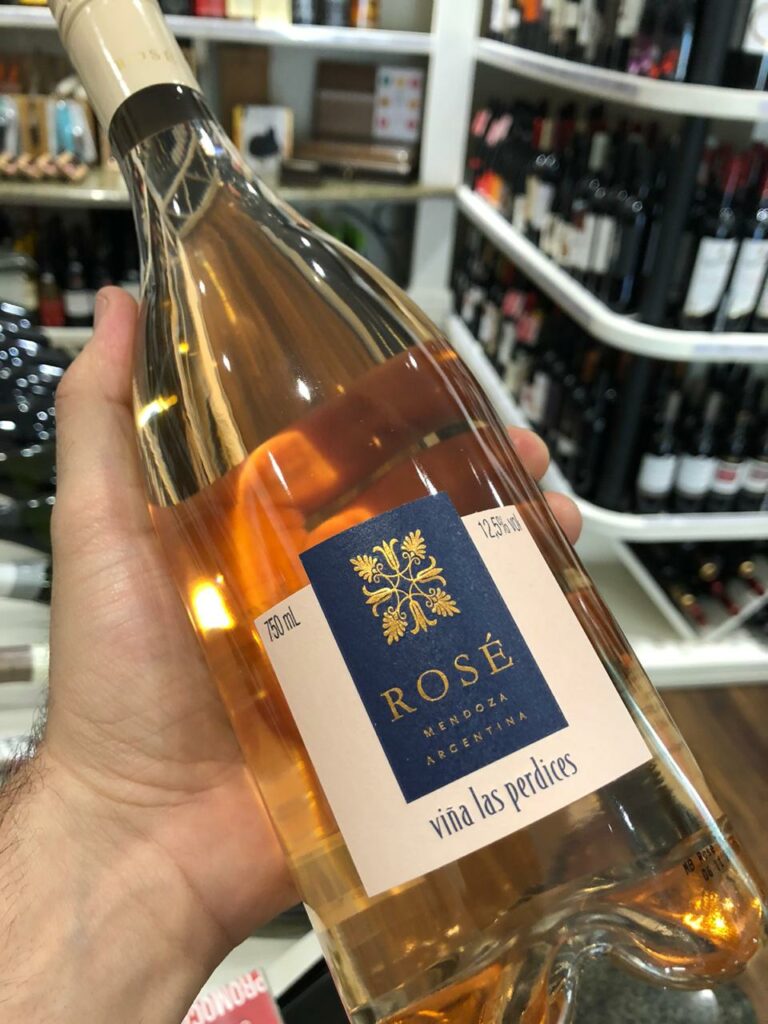 750 mL
12,5% vol
ROSÉ
MENDOZA
ARGENTINA
viña las perdices